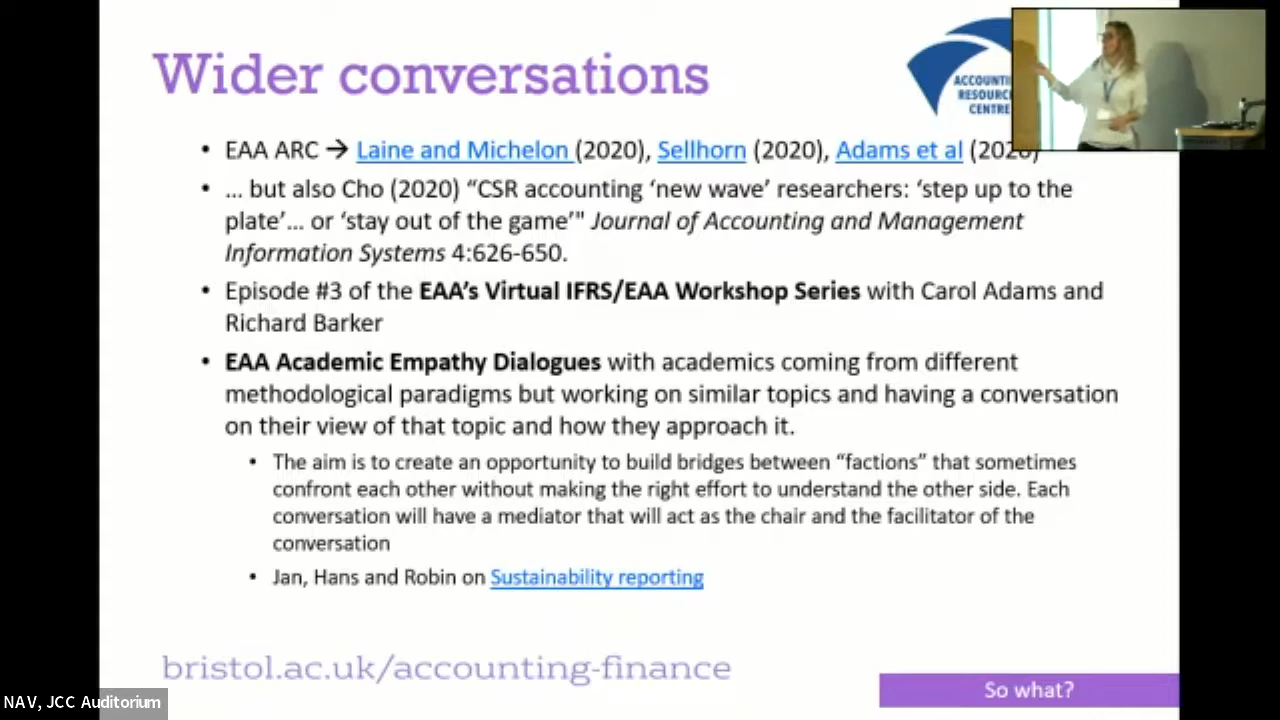 Wider conversations
ACCOUNTI
RESOURC
CENTRE
• EAA ARC → Laine and Michelon (2020), Sellhorn (2020), Adams et al (2020)
• … but also Cho (2020) “CSR accounting ‘new wave’ researchers: ‘step up to the
plate’… or ‘stay out of the game’" Journal of Accounting and Management
Information Systems 4:626-650.
• Episode #3 of the EAA’s Virtual IFRS/EAA Workshop Series with Carol Adams and
Richard Barker
• EAA Academic Empathy Dialogues with academics coming from different
methodological paradigms but working on similar topics and having a conversation
on their view of that topic and how they approach it.
• The aim is to create an opportunity to build bridges between “factions” that sometimes
confront each other without making the right effort to understand the other side. Each
conversation will have a mediator that will act as the chair and the facilitator of the
conversation
• Jan, Hans and Robin on Sustainability reporting
bristol.ac.uk/accounting-finance
So what?
NAV, JCC Auditorium